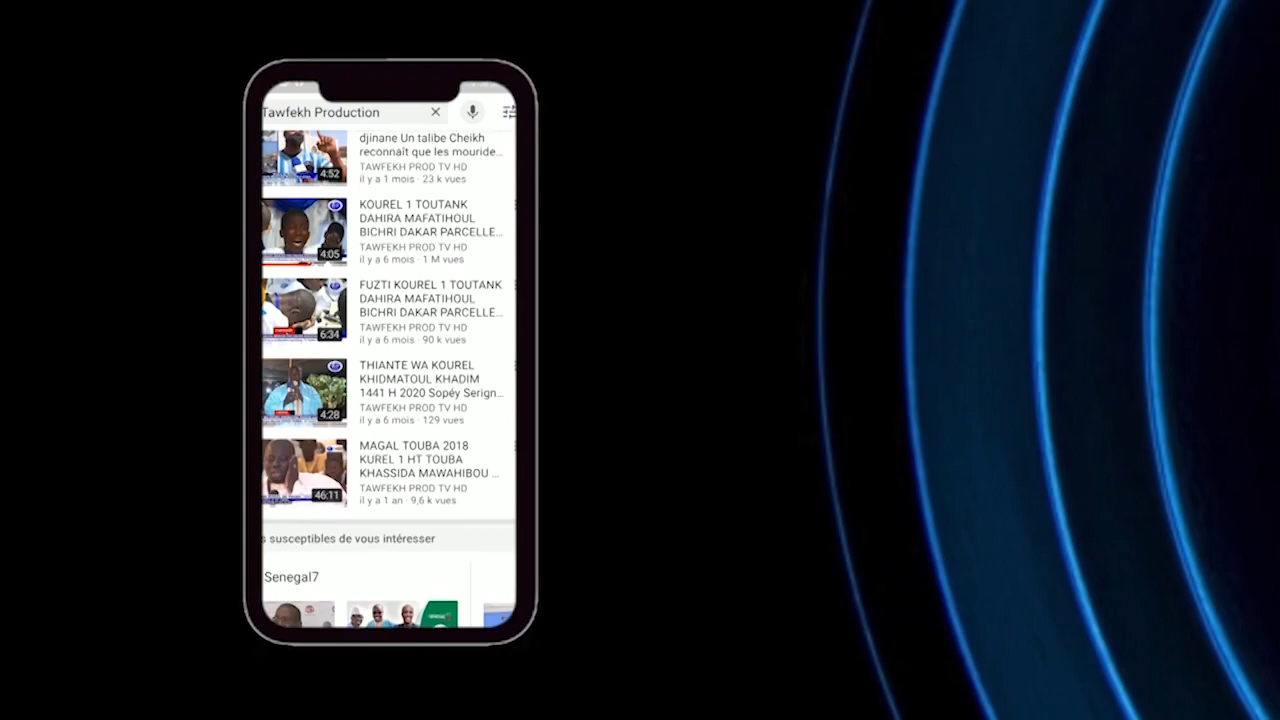 Tawfekh Production
djinane Un talibe Cheikh
reconnaît que les mouride...
TAWFEKH PROD TV HD
il y a 1 mois · 23 k vues
4:52
KOUREL 1 TOUTANK
DAHIRA MAFATIHOUL
BICHRI DAKAR PARCELLE...
TAWFEKH PROD TV HD
il y a 6 mois · 1 M vues
4:05
FUZTI KOUREL 1 TOUTANK
DAHIRA MAFATIHOUL
BICHRI DAKAR PARCELLE...
TAWFEKH PROD TV HD
il y a 6 mois · 90 k vues
6:34
THIANTE WA KOUREL
KHIDMATOUL KHADIM
1441 H 2020 Sopéy Serign...
TAWFEKH PROD TV HD
il y a 6 mois · 129 vues
4:28
MAGAL TOUBA 2018
KUREL 1 HT TOUBA
KHASSIDA MAWAHIBOU ...
TAWFEKH PROD TV HD
il y a 1 an · 9,6 k vues
46:11
s susceptibles de vous intéresser
Senegal7